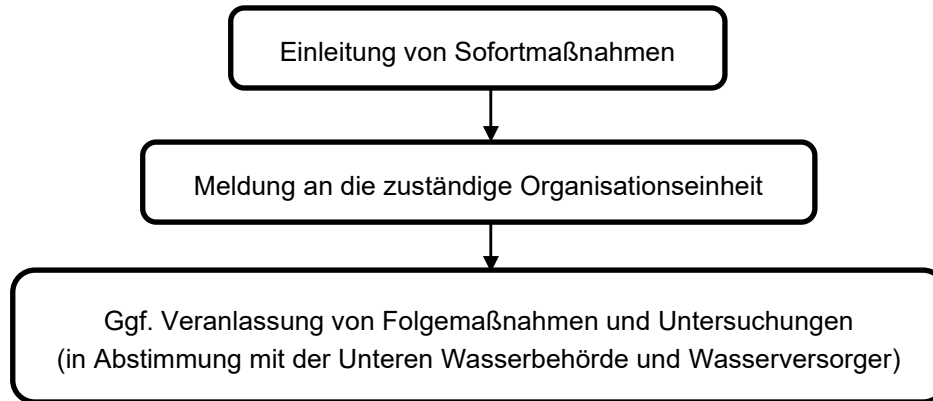 Einleitung von Sofortmaßnahmen
Meldung an die zuständige Organisationseinheit
Ggf. Veranlassung von Folgemaßnahmen und Untersuchungen
(in Abstimmung mit der Unteren Wasserbehörde und Wasserversorger)